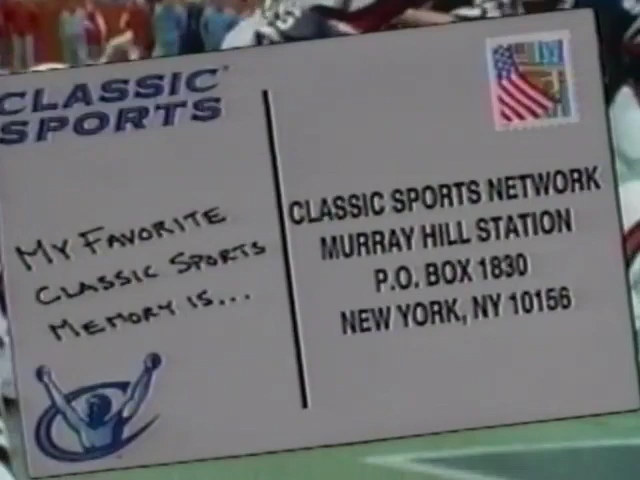 CLASSIC
SPORTS
MY FAVORITE
CLASSIC SPORTS
MEMORY IS...
CLASSIC SPORTS NETWORK
MURRAY HILL STATION
P.O. BOX 1830
NEW YORK, NY 10156